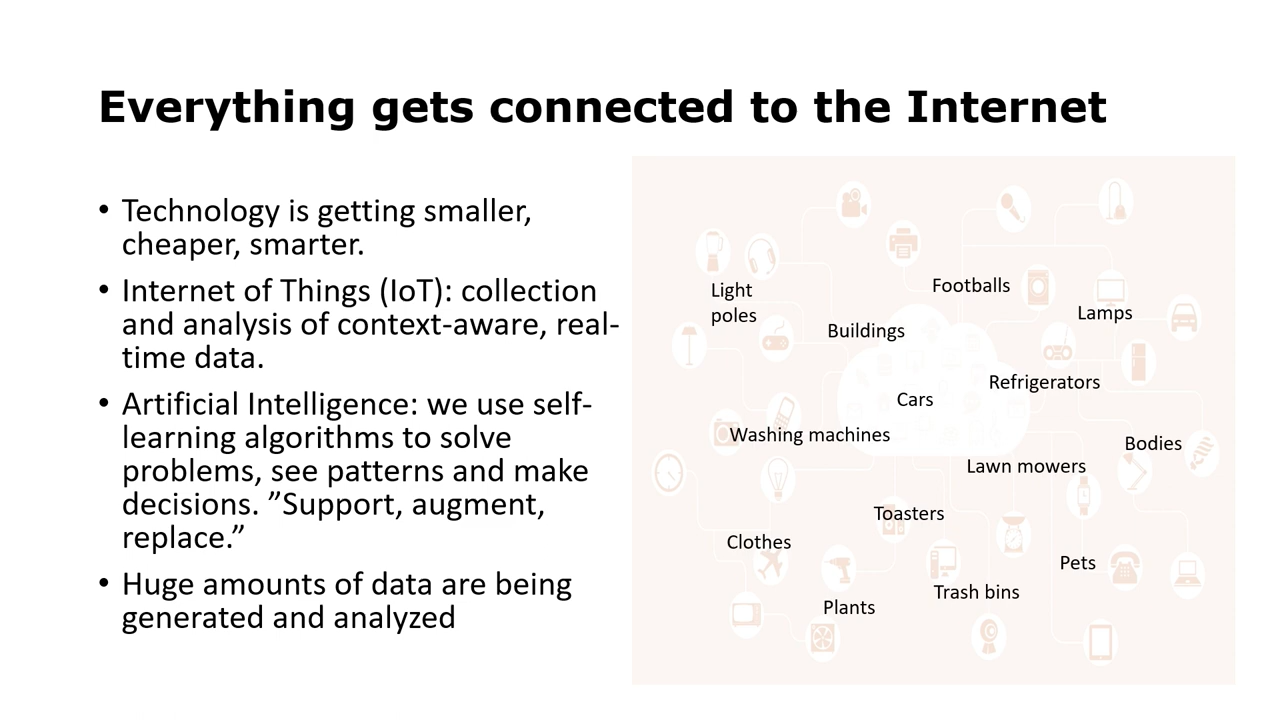 Everything gets connected to the Internet
• Technology is getting smaller,
cheaper, smarter.
• Internet of Things (IoT): collection
and analysis of context-aware, real-
time data.
• Artificial Intelligence: we use self-
learning algorithms to solve
problems, see patterns and make
decisions. ”Support, augment,
replace.”
• Huge amounts of data are being
generated and analyzed
Light
poles
Footballs
Lamps
Buildings
Refrigerators
Cars
Washing machines
Bodies
Lawn mowers
Toasters
Clothes
Pets
Trash bins
Plants